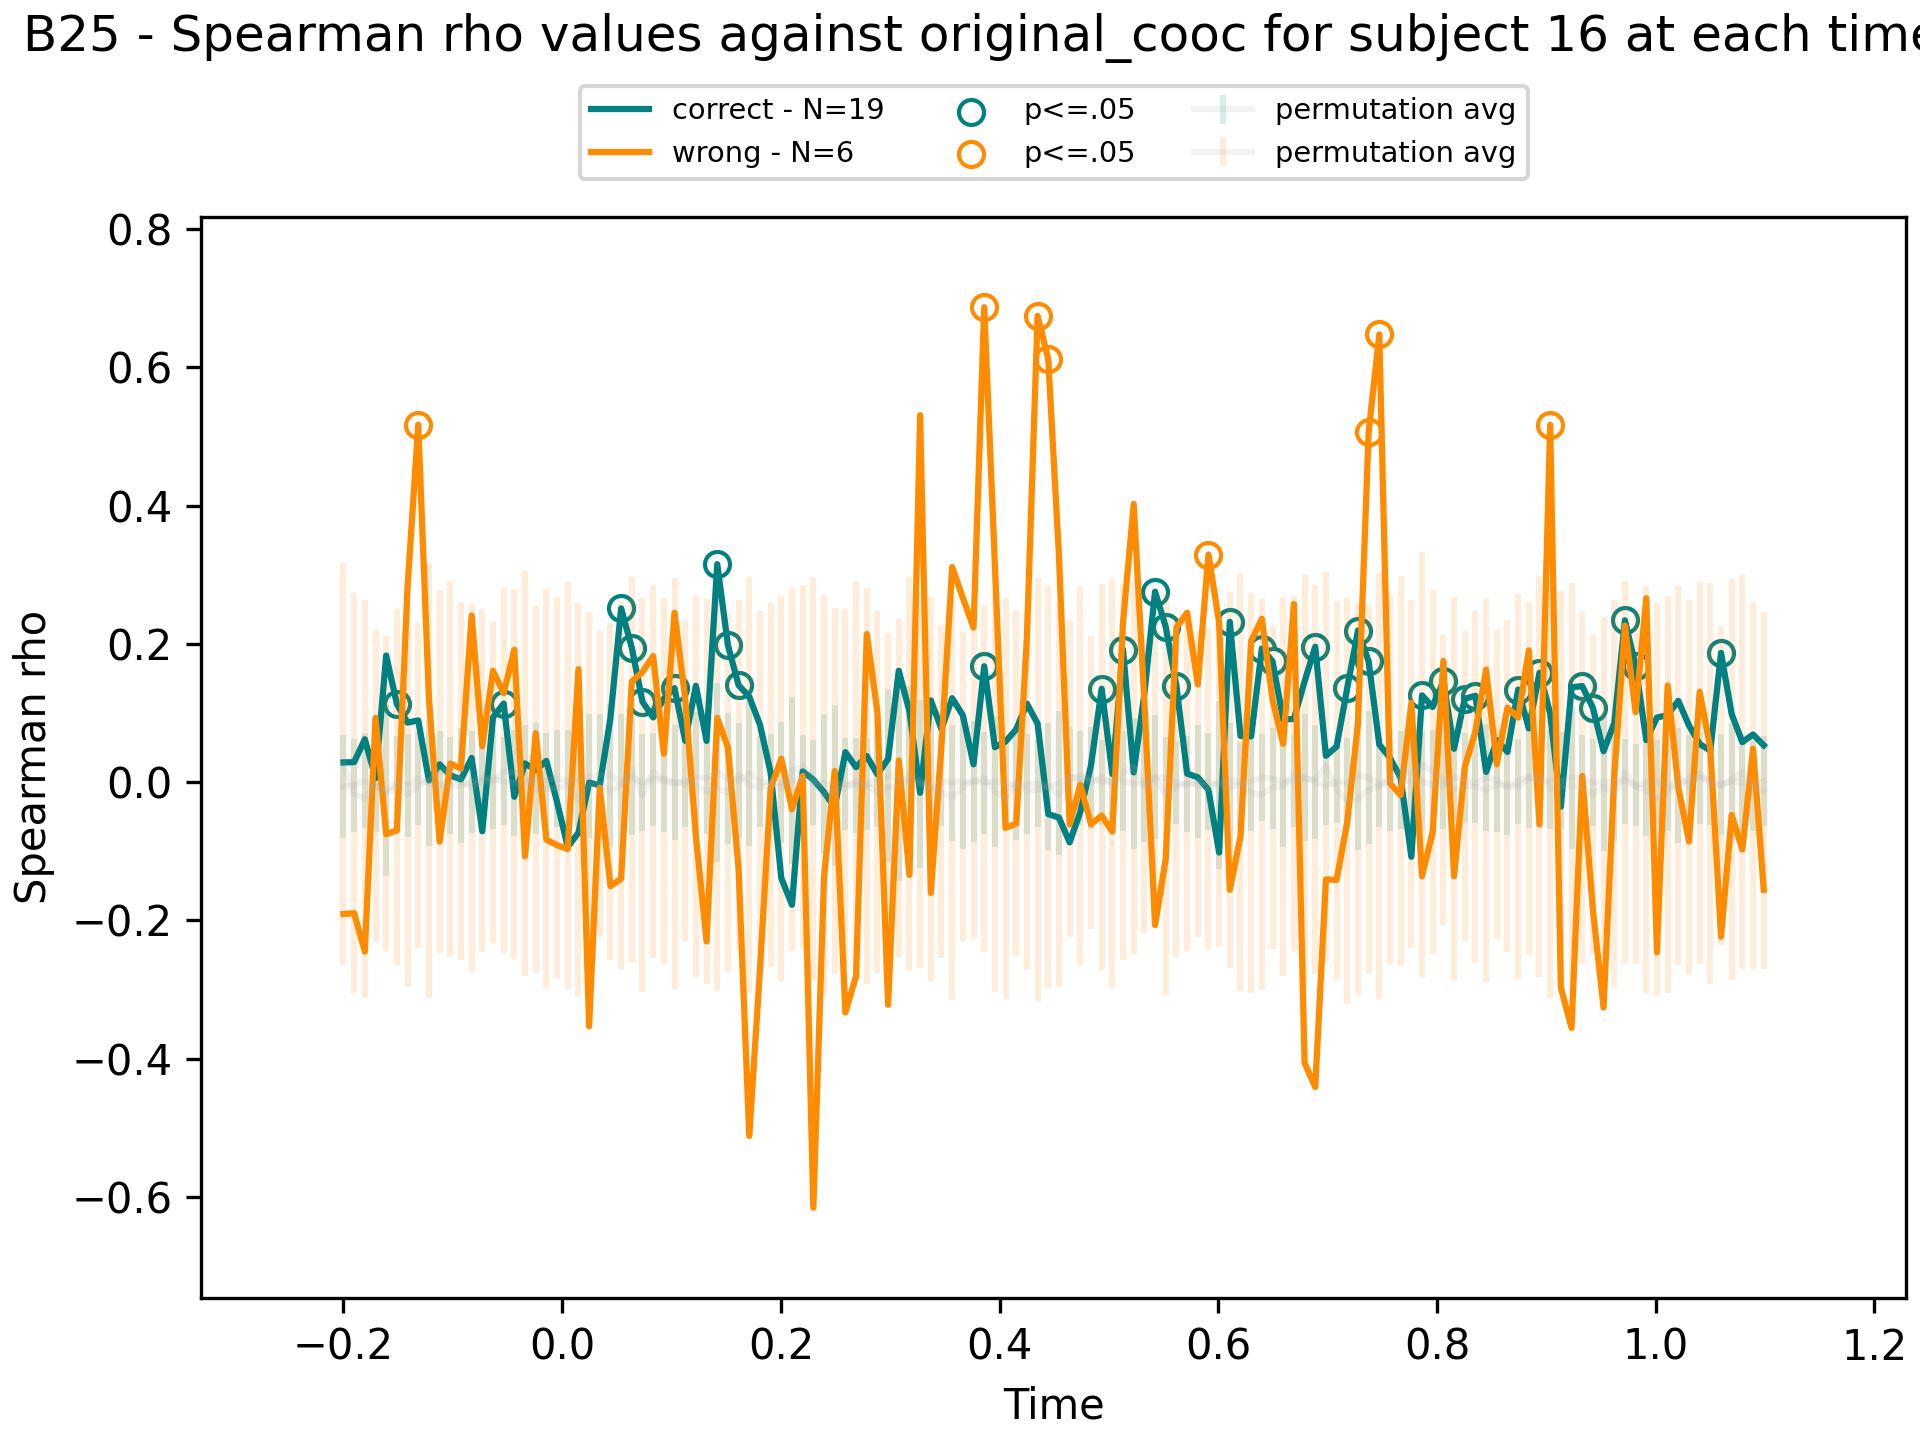 B25 - Spearman rho values against original_cooc for subject 16 at each time
correct - N=19
wrong - N=6
p<=.05
p<=.05
permutation avg
permutation avg
0.8
0.6
0.4
0.2
0.0
−0.2
−0.4
−0.6
Spearman rho
−0.2 0.0 0.2 0.4 0.6 0.8 1.0 1.2
Time